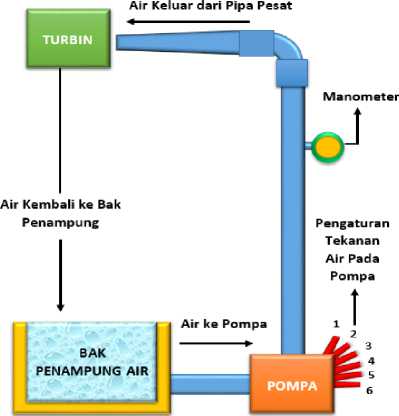 Air Keluar dari Pipa Pesat
TURBIN
Manometer
Air Kembali ke Bak
Penampung
Pengaturan
Tekanan
Air Pada
Pompa
Air ke Pompa
1
2
3
4
5
6
BAK
PENAMPUNG AIR
POMPA